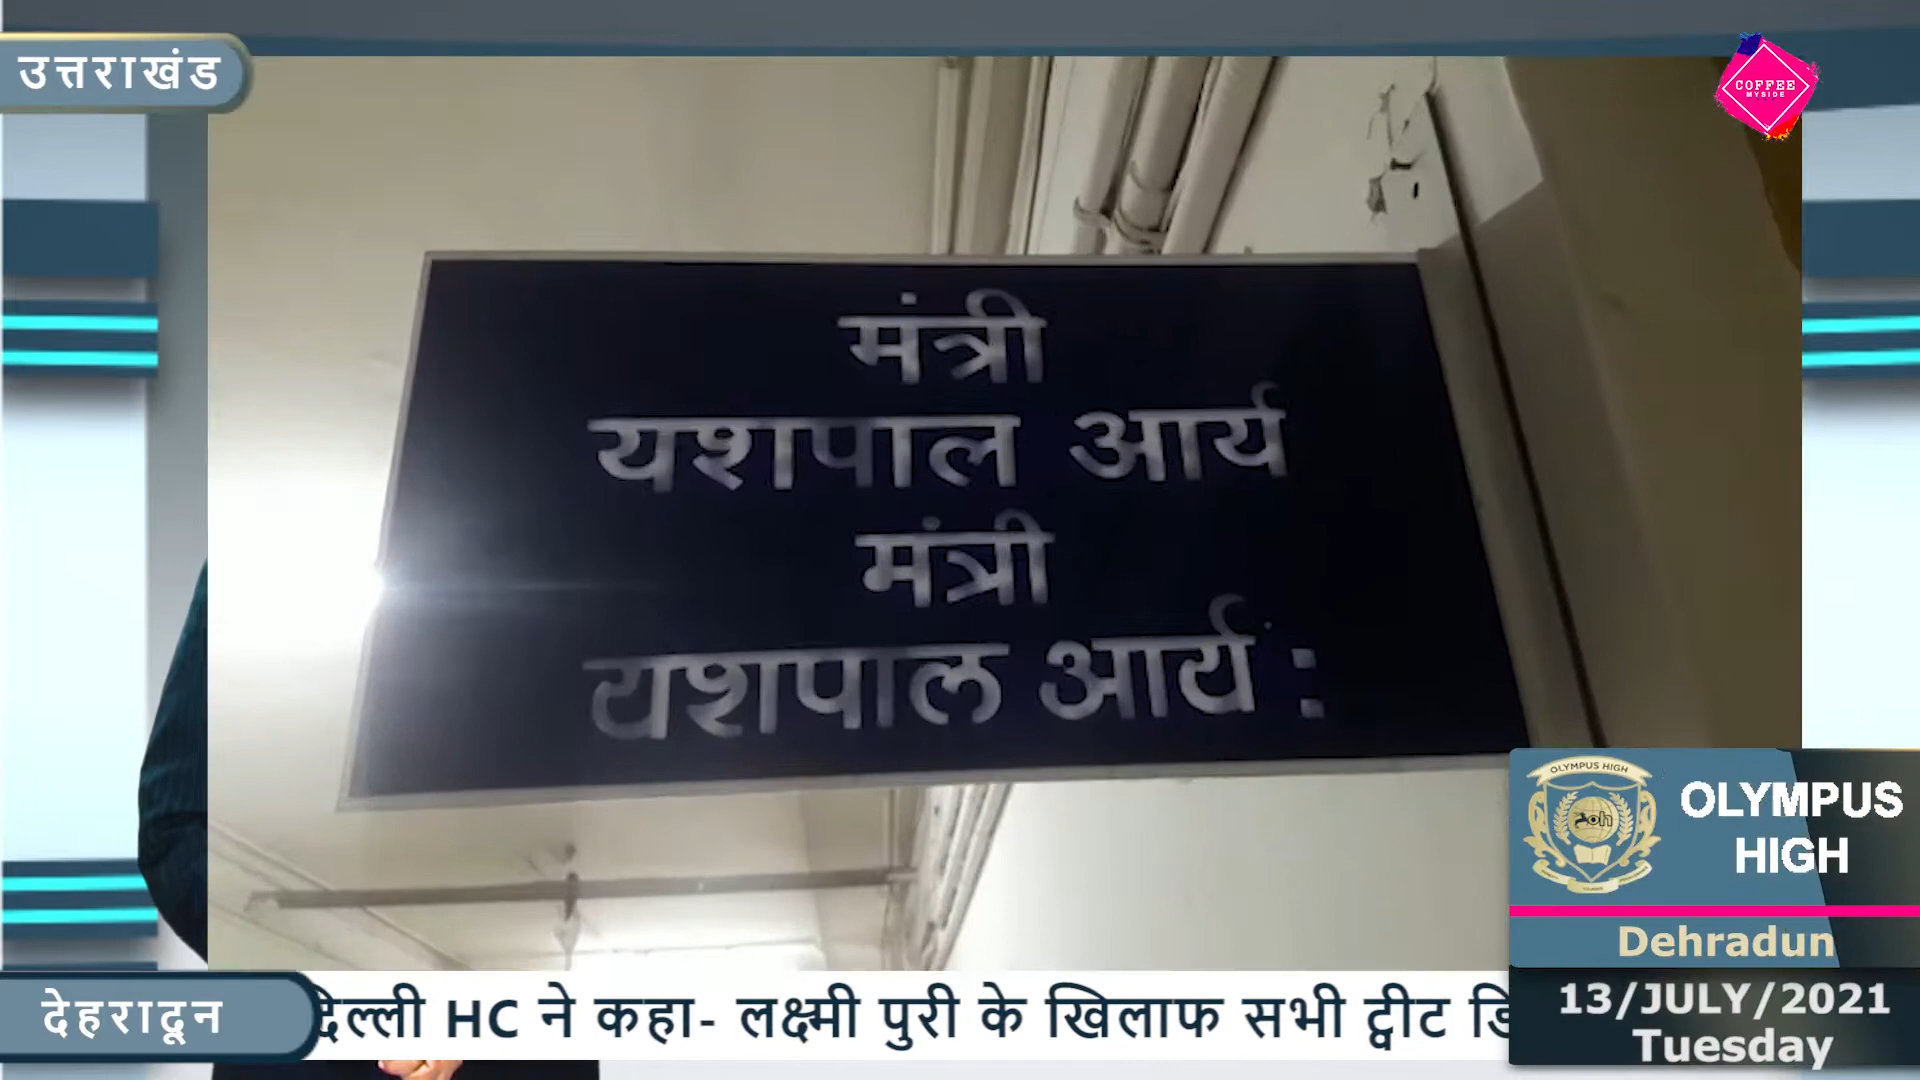 उत्तराखंड
COFFEE
MYSIDE
मंत्री
यशपाल आर्य
मंत्री
यशपाल आर्य :
OLYMPUS HIGH
oh
OLYMPUS
HIGH
Dehradun
13/JULY/2021
Tuesday
देहरादून
दिल्ली HC ने कहा- लक्ष्मी पुरी के खिलाफ सभी ट्वीट